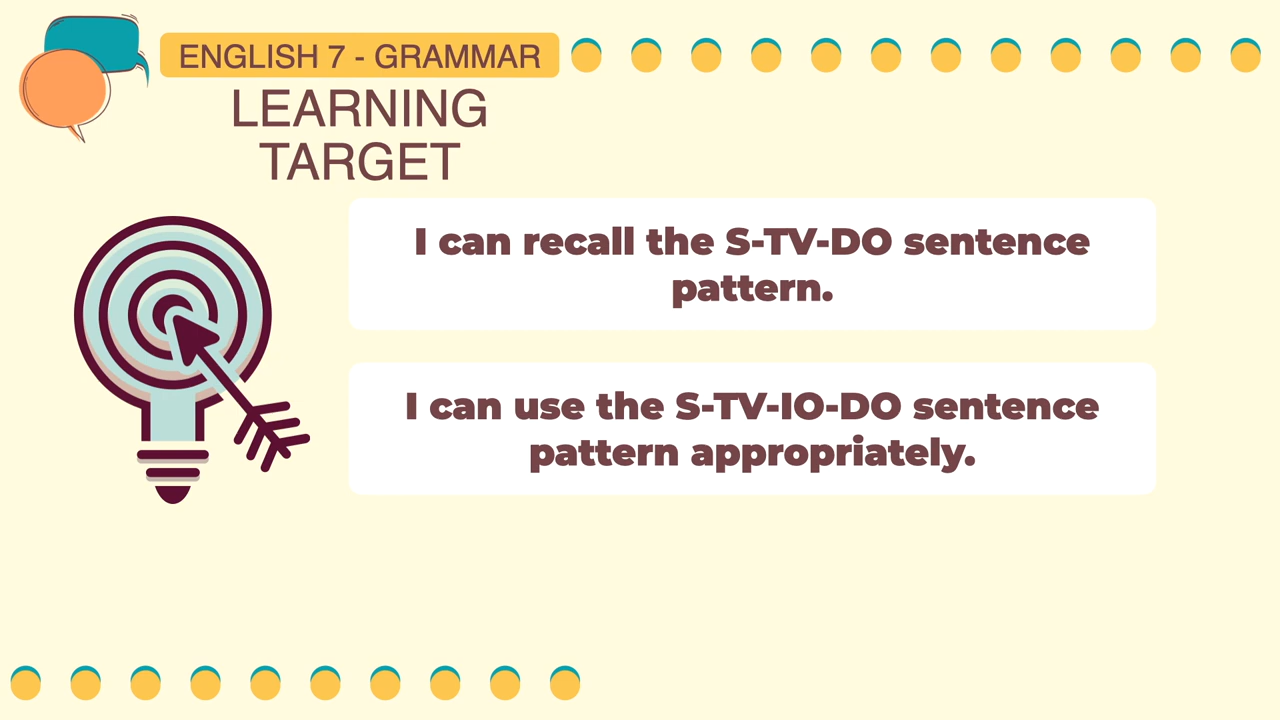 ENGLISH 7 - GRAMMAR
LEARNING
TARGET
I can recall the S-TV-DO sentence
pattern.
I can use the S-TV-IO-DO sentence
pattern appropriately.